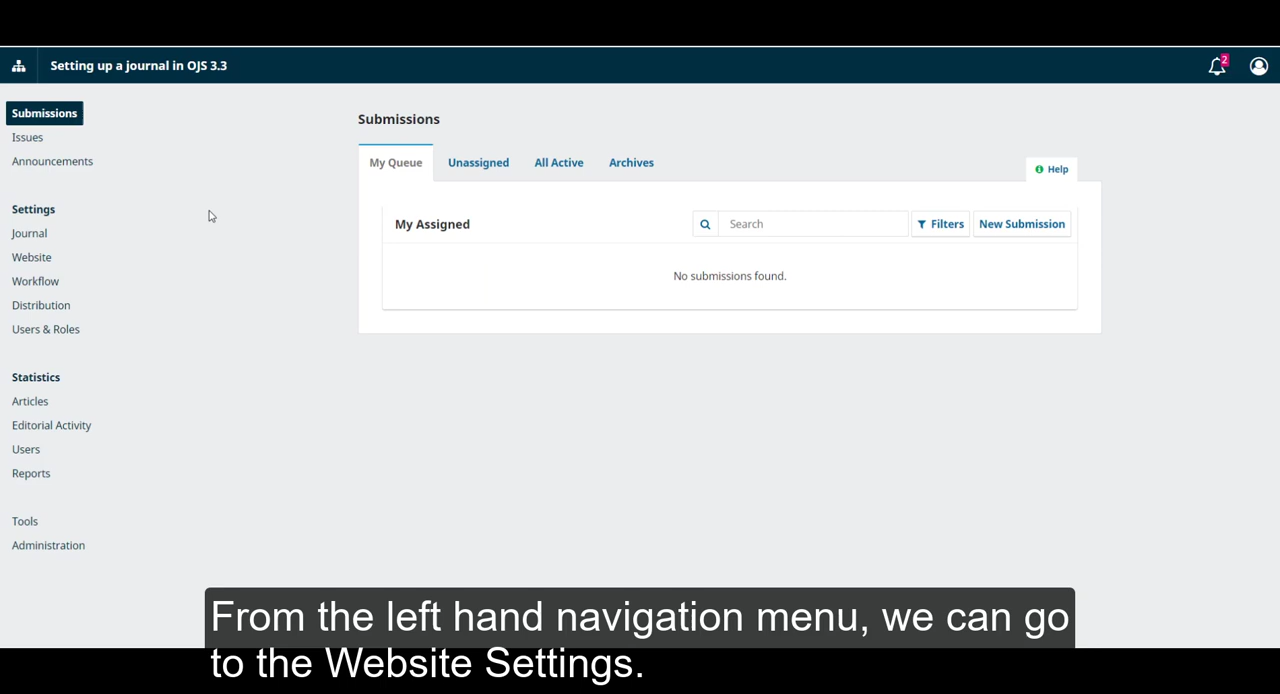 Setting up a journal in OJS 3.3
2
Submissions
Issues
Announcements
Settings
Journal
Website
Workflow
Distribution
Users & Roles
Statistics
Articles
Editorial Activity
Users
Reports
Tools
Administration
Submissions
My Queue Unassigned All Active Archives
Help
My Assigned Search Filters New Submission
No submissions found.
From the left hand navigation menu, we can go
to the Website Settings.